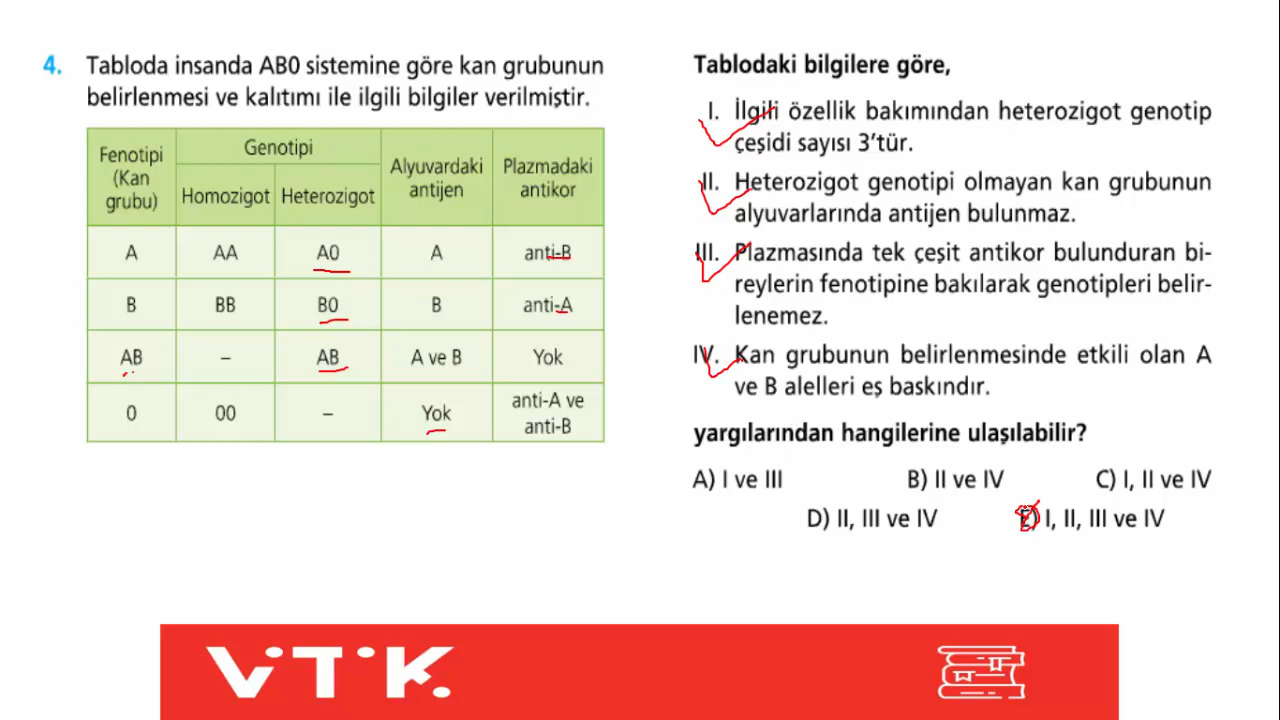 4. Tabloda insanda AB0 sistemine göre kan grubunun
belirlenmesi ve kalıtımı ile ilgili bilgiler verilmiştir.
Fenotipi (Kan grubu) Genotipi Alyuvardaki antijen Plazmadaki antikor
Homozigot Heterozigot
A AA A0 A anti-B
B BB B0 B anti-A
AB – AB A ve B Yok
0 00 – Yok anti-A ve anti-B
Tablodaki bilgilere göre,
I. İlgili özellik bakımından heterozigot genotip
çeşidi sayısı 3'tür.
II. Heterozigot genotipi olmayan kan grubunun
alyuvarlarında antijen bulunmaz.
III. Plazmasında tek çeşit antikor bulunduran bi-
reylerin fenotipine bakılarak genotipleri belir-
lenemez.
IV. Kan grubunun belirlenmesinde etkili olan A
ve B alelleri eş baskındır.
yargılarından hangilerine ulaşılabilir?
A) I ve III B) II ve IV C) I, II ve IV
D) II, III ve IV E) I, II, III ve IV
VİTİK.